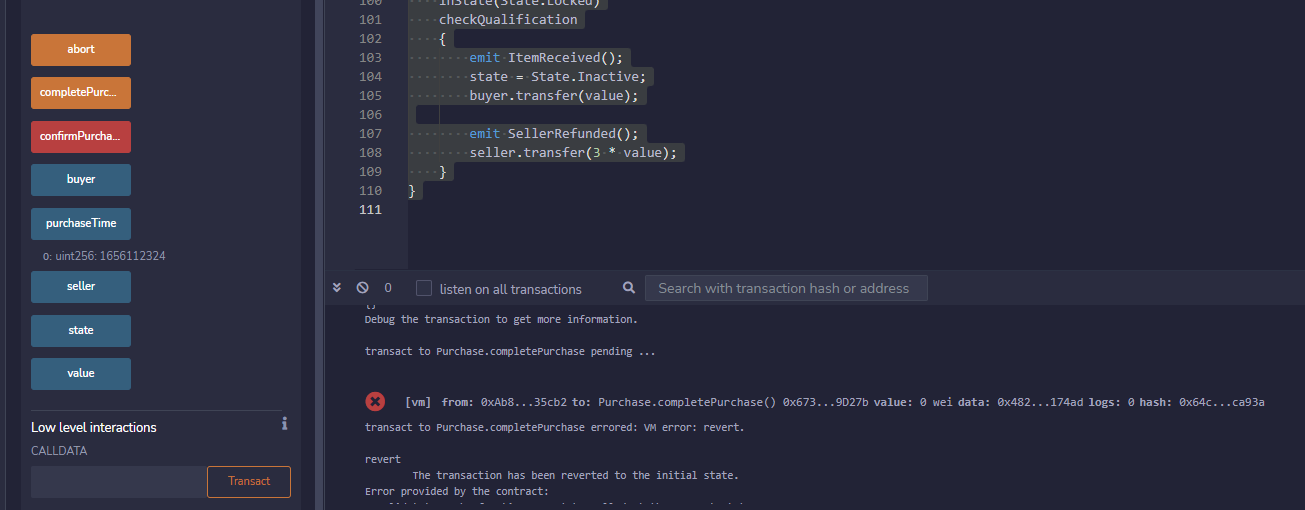 abort
completePurc...
confirmPurcha...
buyer
purchaseTime
0: uint256: 1656112324
seller
state
value
Low level interactions
i
CALLDATA
Transact
100 inState(State.Locked)
101 checkQualification
102 {
103 emit ItemReceived();
104 state = State.Inactive;
105 buyer.transfer(value);
106
107 emit SellerRefunded();
108 seller.transfer(3 * value);
109 }
110 }
111
0 listen on all transactions Search with transaction hash or address
Debug the transaction to get more information.
transact to Purchase.completePurchase pending ...
[vm] from: 0xAb8...35cb2 to: Purchase.completePurchase() 0x673...9D27b value: 0 wei data: 0x482...174ad logs: 0 hash: 0x64c...ca93a
transact to Purchase.completePurchase errored: VM error: revert.
revert
The transaction has been reverted to the initial state.
Error provided by the contract: